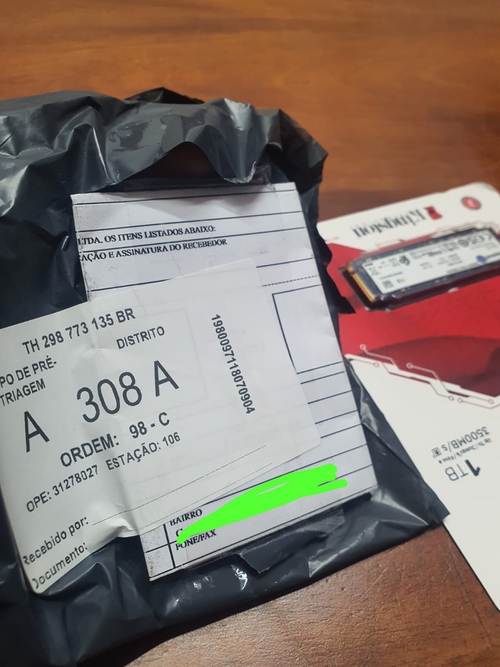 LTDA. OS ITENS LISTADOS ABAIXO:
AÇÃO E ASSINATURA DO RECEBEDOR
TH 298 773 135 BR
PO DE PRÉ-
TRIAGEM
DISTRITO
A 308 A
ORDEM: 98 - C
OPE: 31278027 ESTAÇÃO: 106
Recebido por:
Documento:
1980097118070904
BAIRRO
FONE/FAX
Kingston
1TB
3500MB/s